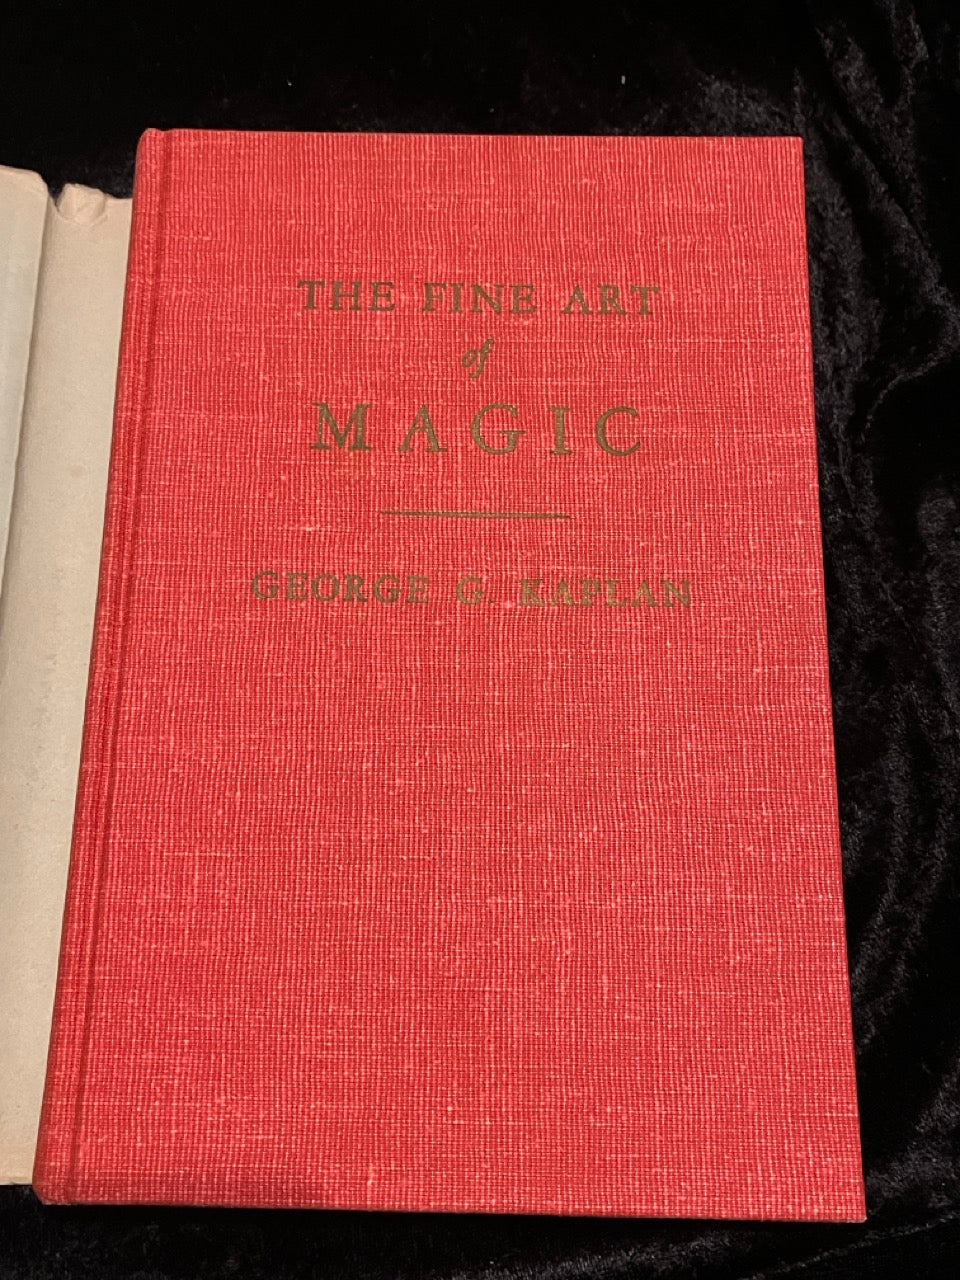 THE FINE ART
of
MAGIC
GEORGE G. KAPLAN